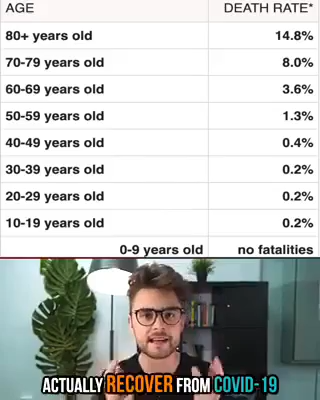 AGE DEATH RATE*
80+ years old 14.8%
70-79 years old 8.0%
60-69 years old 3.6%
50-59 years old 1.3%
40-49 years old 0.4%
30-39 years old 0.2%
20-29 years old 0.2%
10-19 years old 0.2%
0-9 years old no fatalities
ACTUALLY RECOVER FROM COVID-19